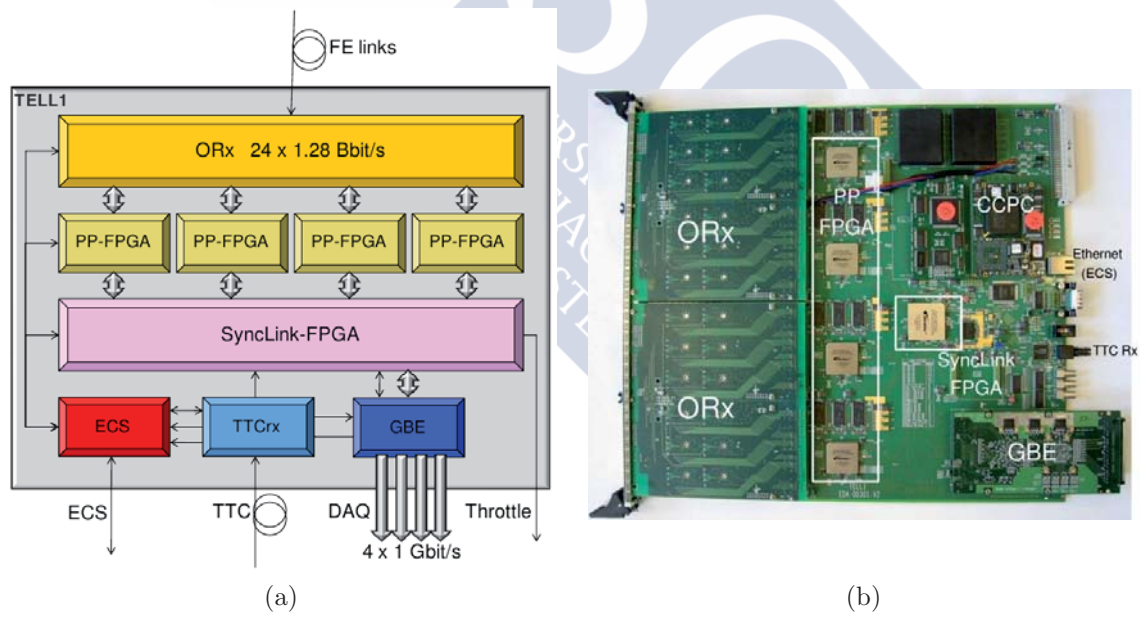 FE links
TELL1
ORx 24 x 1.28 Bbit/s
PP-FPGA PP-FPGA PP-FPGA PP-FPGA
SyncLink-FPGA
ECS TTCrx GBE
ECS TTC DAQ Throttle
4 x 1 Gbit/s
(a)
ORx
ORx
PP
FPGA
CCPC
Ethernet
(ECS)
TTC Rx
SyncLink
FPGA
GBE
TELL1
(b)